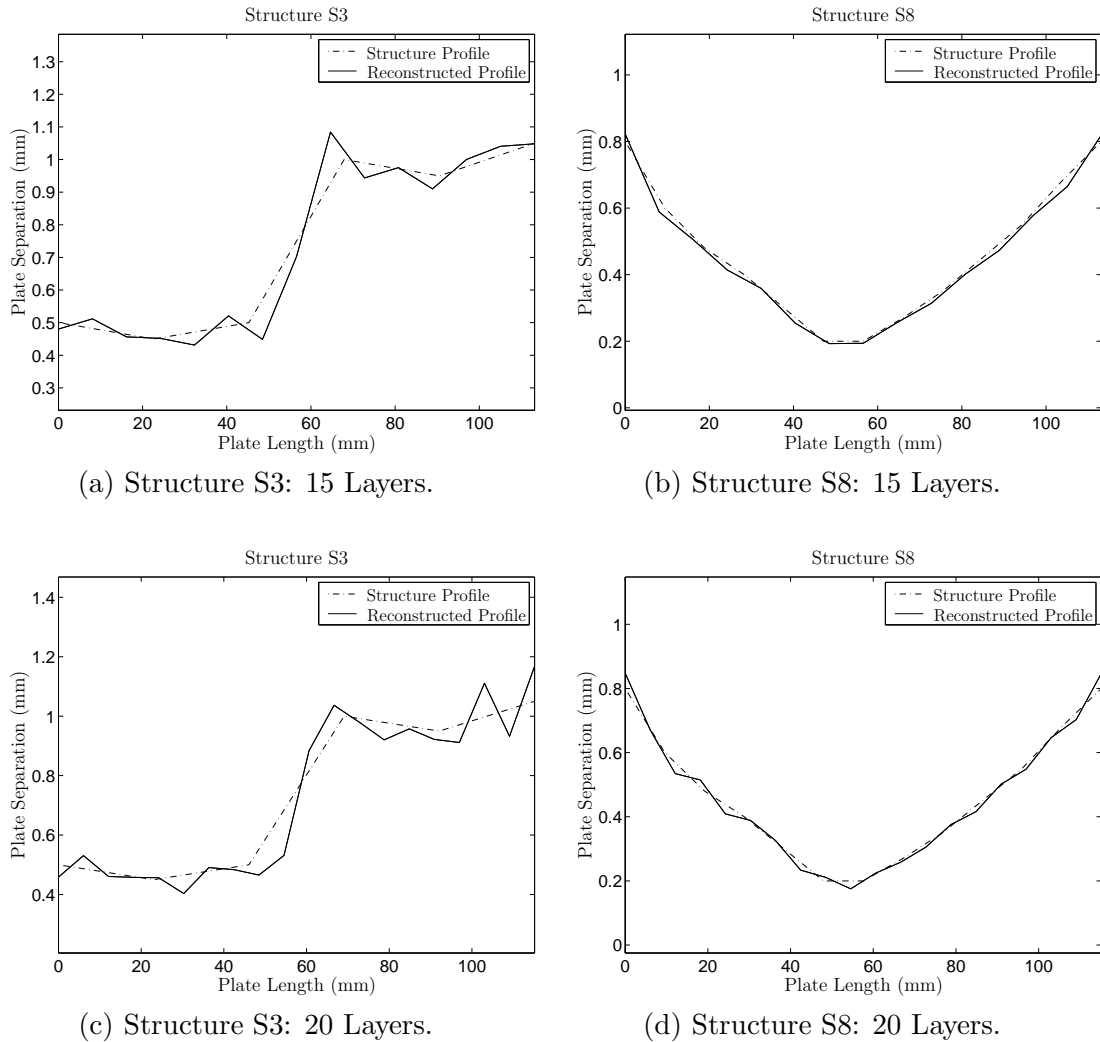 Structure S3
Structure Profile
Reconstructed Profile
Plate Separation (mm)
1.3
1.2
1.1
1
0.9
0.8
0.7
0.6
0.5
0.4
0.3
0 20 40 60 80 100
Plate Length (mm)
(a) Structure S3: 15 Layers.
Structure S8
Structure Profile
Reconstructed Profile
Plate Separation (mm)
1
0.8
0.6
0.4
0.2
0
0 20 40 60 80 100
Plate Length (mm)
(b) Structure S8: 15 Layers.
Structure S3
Structure Profile
Reconstructed Profile
Plate Separation (mm)
1.4
1.2
1
0.8
0.6
0.4
0 20 40 60 80 100
Plate Length (mm)
(c) Structure S3: 20 Layers.
Structure S8
Structure Profile
Reconstructed Profile
Plate Separation (mm)
1
0.8
0.6
0.4
0.2
0
0 20 40 60 80 100
Plate Length (mm)
(d) Structure S8: 20 Layers.